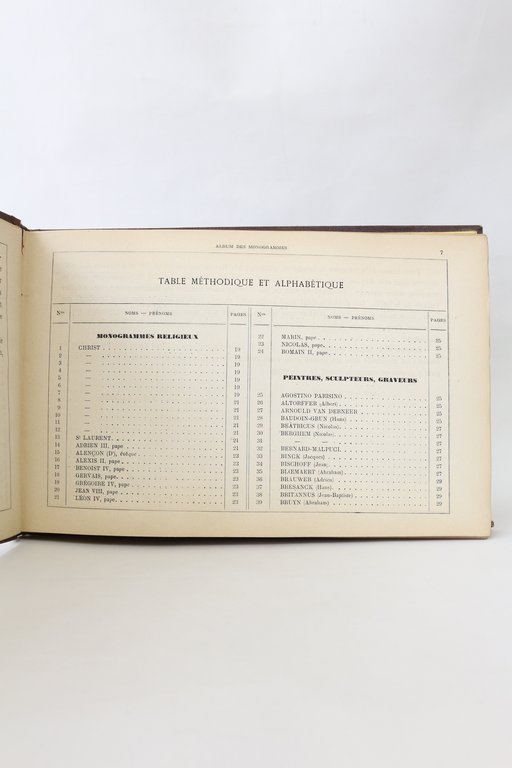 ALBUM DES MONOGRAMMES
7
TABLE MÉTHODIQUE ET ALPHABÉTIQUE
Nos NOMS — PRÉNOMS PAGES
MONOGRAMMES RELIGIEUX
1 CHRIST 19
2 — 19
3 — 19
4 — 19
5 — 19
6 — 19
7 — 19
8 — 21
9 — 21
10 — 21
11 — 21
12 — 21
13 St LAURENT 21
14 ADRIEN III, pape 21
15 ALENÇON (D'), évêque 23
16 ALEXIS II, pape 23
17 BENOIST IV, pape 23
18 GERVAIS, pape 23
19 GRÉGOIRE IV, pape 23
20 JEAN VIII, pape 23
21 LÉON IV, pape 23
Nos NOMS — PRÉNOMS PAGES
22 MARIN, pape 25
23 NICOLAS, pape 25
24 ROMAIN II, pape 25
PEINTRES, SCULPTEURS, GRAVEURS
25 AGOSTINO PARISINO 25
26 ALTORFFER (Albert) 25
27 ARNOULD VAN DERNEER 25
28 BAUDOIN-GRUN (Hans) 25
29 BEATRICUS (Nicolas) 27
30 BERGHEM (Nicolas) 27
31 — — 27
32 BERNARD-MALPUCI 27
33 BINCK (Jacques) 27
34 BISCHOFF (Jean) 27
35 BLOEMAERT (Abraham) 27
36 BRAUWER (Adrien) 29
37 BRESANCK (Hans) 29
38 BRITANNUS (Jean-Baptiste) 29
39 BRUYN (Abraham) 29